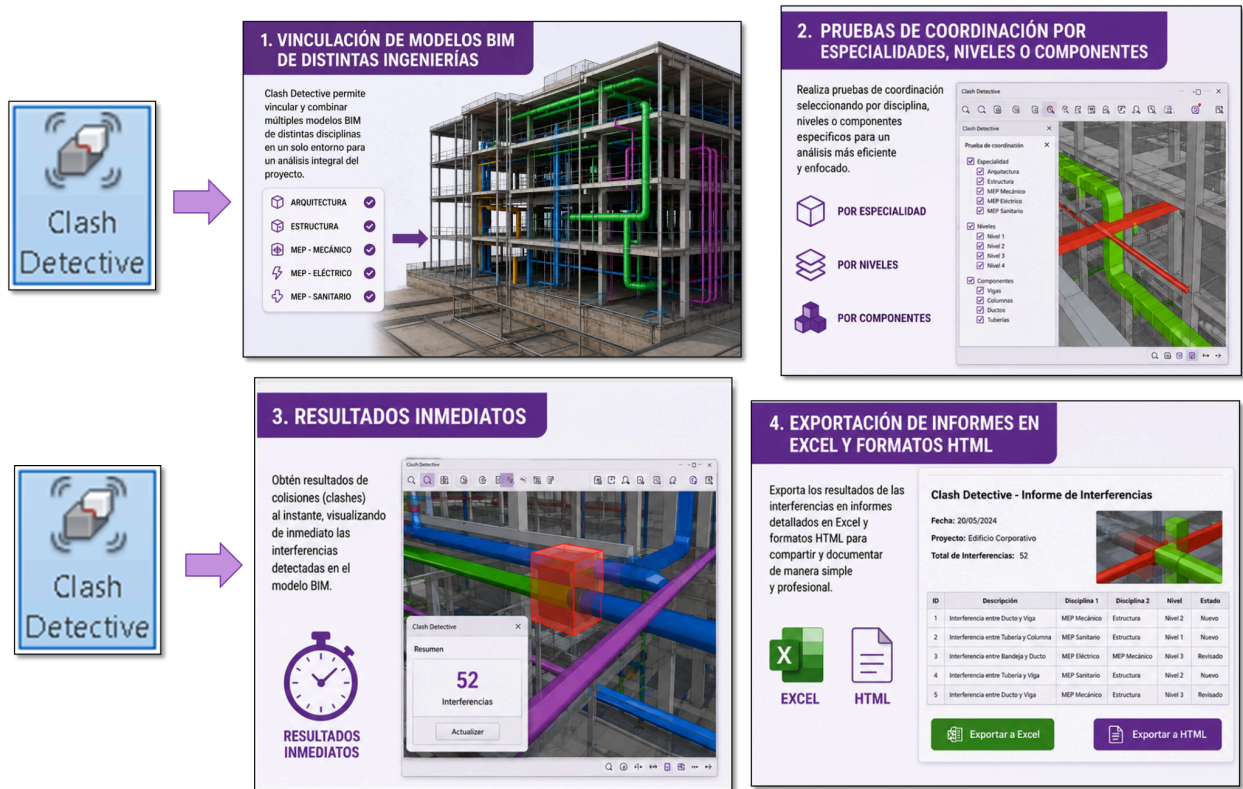 Clash
Detective
1. VINCULACIÓN DE MODELOS BIM
DE DISTINTAS INGENIERÍAS
Clash Detective permite
vincular y combinar
múltiples modelos BIM
de distintas disciplinas
en un solo entorno para
un análisis integral del
proyecto.
ARQUITECTURA
ESTRUCTURA
MEP - MECÁNICO
MEP - ELÉCTRICO
MEP - SANITARIO
2. PRUEBAS DE COORDINACIÓN POR
ESPECIALIDADES, NIVELES O COMPONENTES
Realiza pruebas de coordinación
seleccionando por disciplina,
niveles o componentes
especificos para un
análisis más eficiente
y enfocado.
POR ESPECIALIDAD
POR NIVELES
POR COMPONENTES
Clash Detective
Clash Detective
Prueba de coordinación
Especialidad
Arquitectura
Estructura
MEP Mecánico
MEP Eléctrico
MEP Sanitario
Niveles
Nivel 1
Nivel 2
Nivel 3
Nivel 4
Componentes
Vigas
Columnas
Ductos
Tuberías
Clash
Detective
3. RESULTADOS INMEDIATOS
Obtén resultados de
colisiones (clashes)
al instante, visualizando
de inmediato las
interferencias
detectadas en el
modelo BIM.
RESULTADOS
INMEDIATOS
Clash Detective
Clash Detective
Resumen
52
Interferencias
Actualizer
4. EXPORTACIÓN DE INFORMES EN
EXCEL Y FORMATOS HTML
Exporta los resultados de las
interferencias en informes
detallados en Excel y
formatos HTML para
compartir y documentar
de manera simple
y profesional.
X
EXCEL
HTML
Clash Detective - Informe de Interferencias
Fecha: 20/05/2024
Proyecto: Edificio Corporativo
Total de Interferencias: 52
ID Descripción Disciplina 1 Disciplina 2 Nivel Estado
1 Interferencia entre Ducto y Viga MEP Mecánico Estructura Nivel 2 Nuevo
2 Interferencia entre Tubería y Columna MEP Sanitario Estructura Nivel 1 Nuevo
3 Interferencia entre Bandeja y Ducto MEP Eléctrico MEP Mecánico Nivel 3 Revisado
4 Interferencia entre Tubería y Viga MEP Sanitario Estructura Nivel 2 Nuevo
5 Interferencia entre Ducto y Viga MEP Mecánico Estructura Nivel 3 Revisado
Exportar a Excel
Exportar a HTML